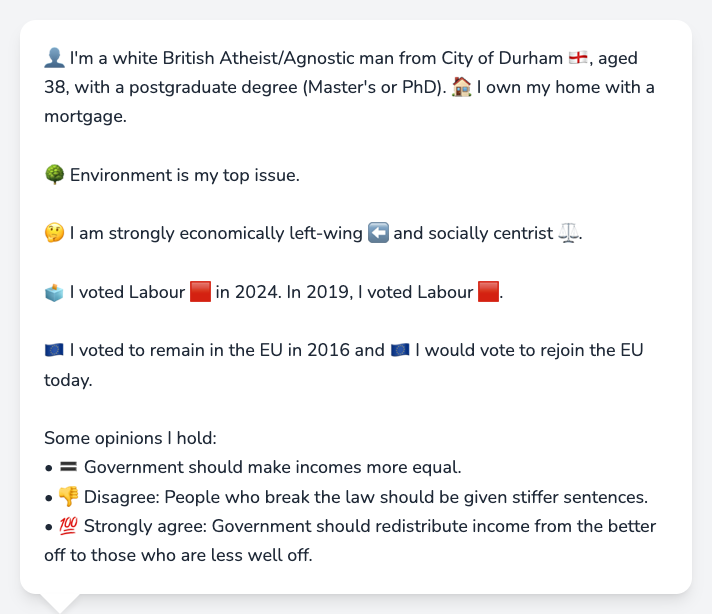 👤 I'm a white British Atheist/Agnostic man from City of Durham 🏴󠁧󠁢󠁥󠁮󠁧󠁿, aged
38, with a postgraduate degree (Master's or PhD). 🏠 I own my home with a
mortgage.
🌳 Environment is my top issue.
🤔 I am strongly economically left-wing ⬅️ and socially centrist ⚖️.
🗳️ I voted Labour 🟥 in 2024. In 2019, I voted Labour 🟥.
🇪🇺 I voted to remain in the EU in 2016 and 🇪🇺 I would vote to rejoin the EU
today.
Some opinions I hold:
• 🟰 Government should make incomes more equal.
• 👎 Disagree: People who break the law should be given stiffer sentences.
• 💯 Strongly agree: Government should redistribute income from the better
off to those who are less well off.